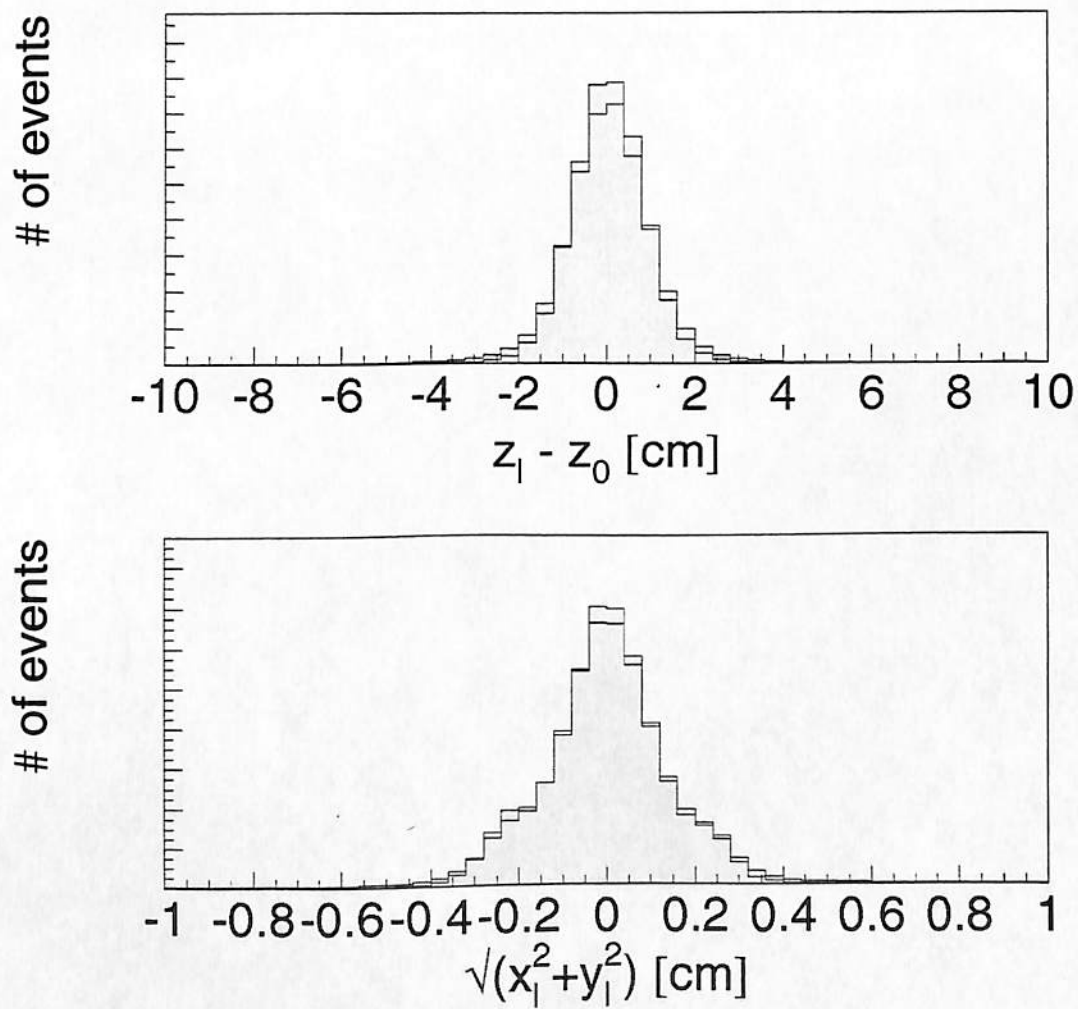 # of events
-10 -8 -6 -4 -2 0 2 4 6 8 10
z_l - z_0 [cm]
# of events
-1 -0.8 -0.6 -0.4 -0.2 0 0.2 0.4 0.6 0.8 1
√(x_l^2+y_l^2) [cm]